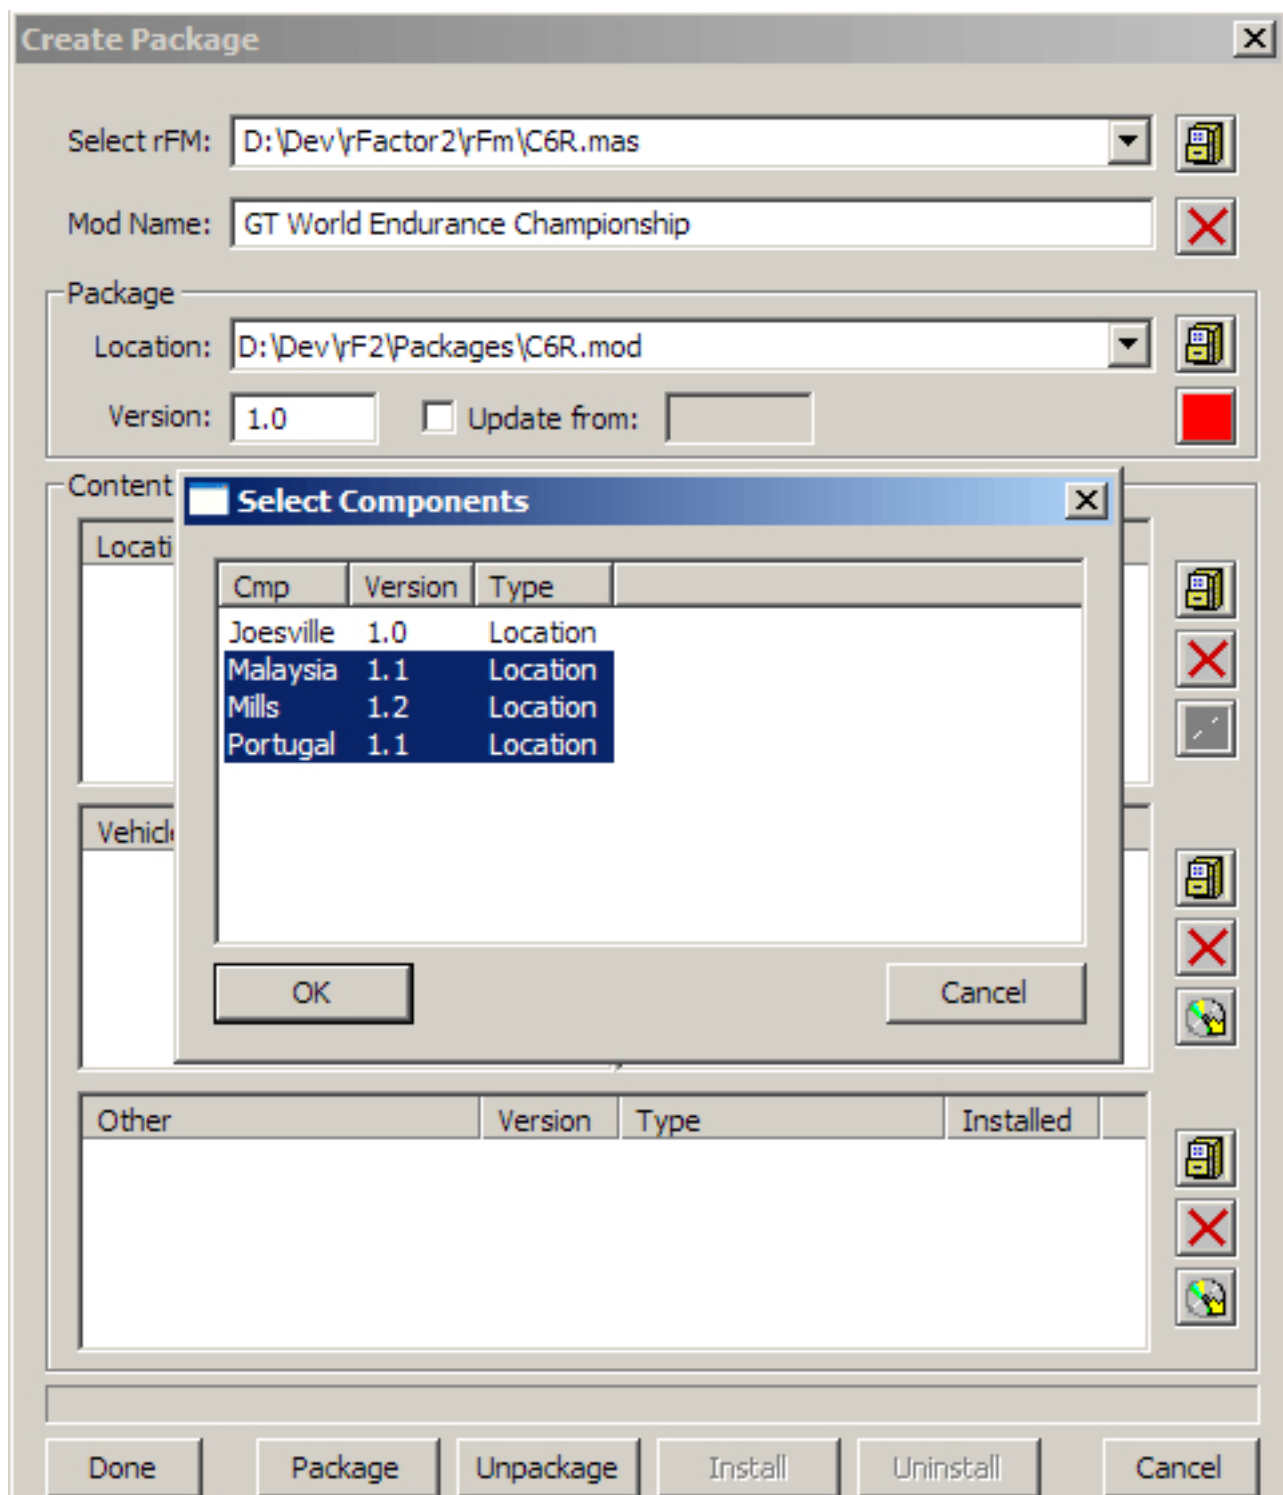 Create Package
Select rFM: D:\Dev\rFactor2\rFm\C6R.mas
Mod Name: GT World Endurance Championship
Package
Location: D:\Dev\rF2\Packages\C6R.mod
Version: 1.0 Update from:
Content
Select Components
Locati
Cmp Version Type
Joesville 1.0 Location
Malaysia 1.1 Location
Mills 1.2 Location
Portugal 1.1 Location
Vehicl
OK Cancel
Other Version Type Installed
Done Package Unpackage Install Uninstall Cancel